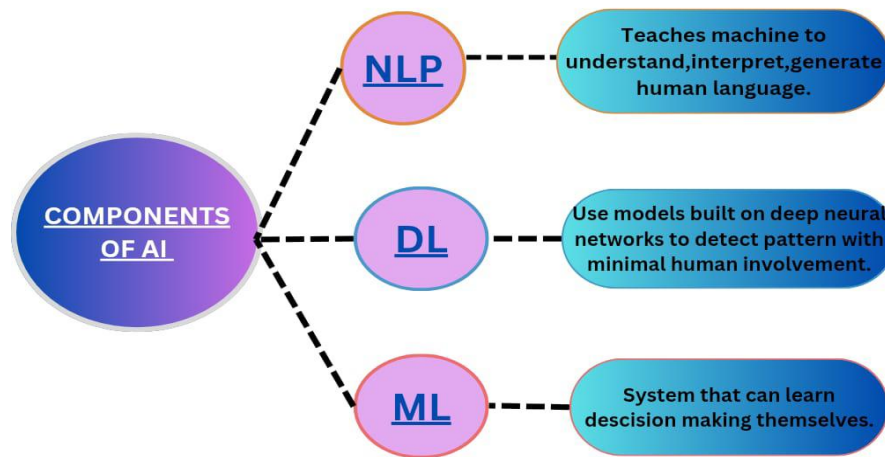 COMPONENTS
OF AI
NLP
Teaches machine to
understand,interpret,generate
human language.
DL
Use models built on deep neural
networks to detect pattern with
minimal human involvement.
ML
System that can learn
descision making themselves.